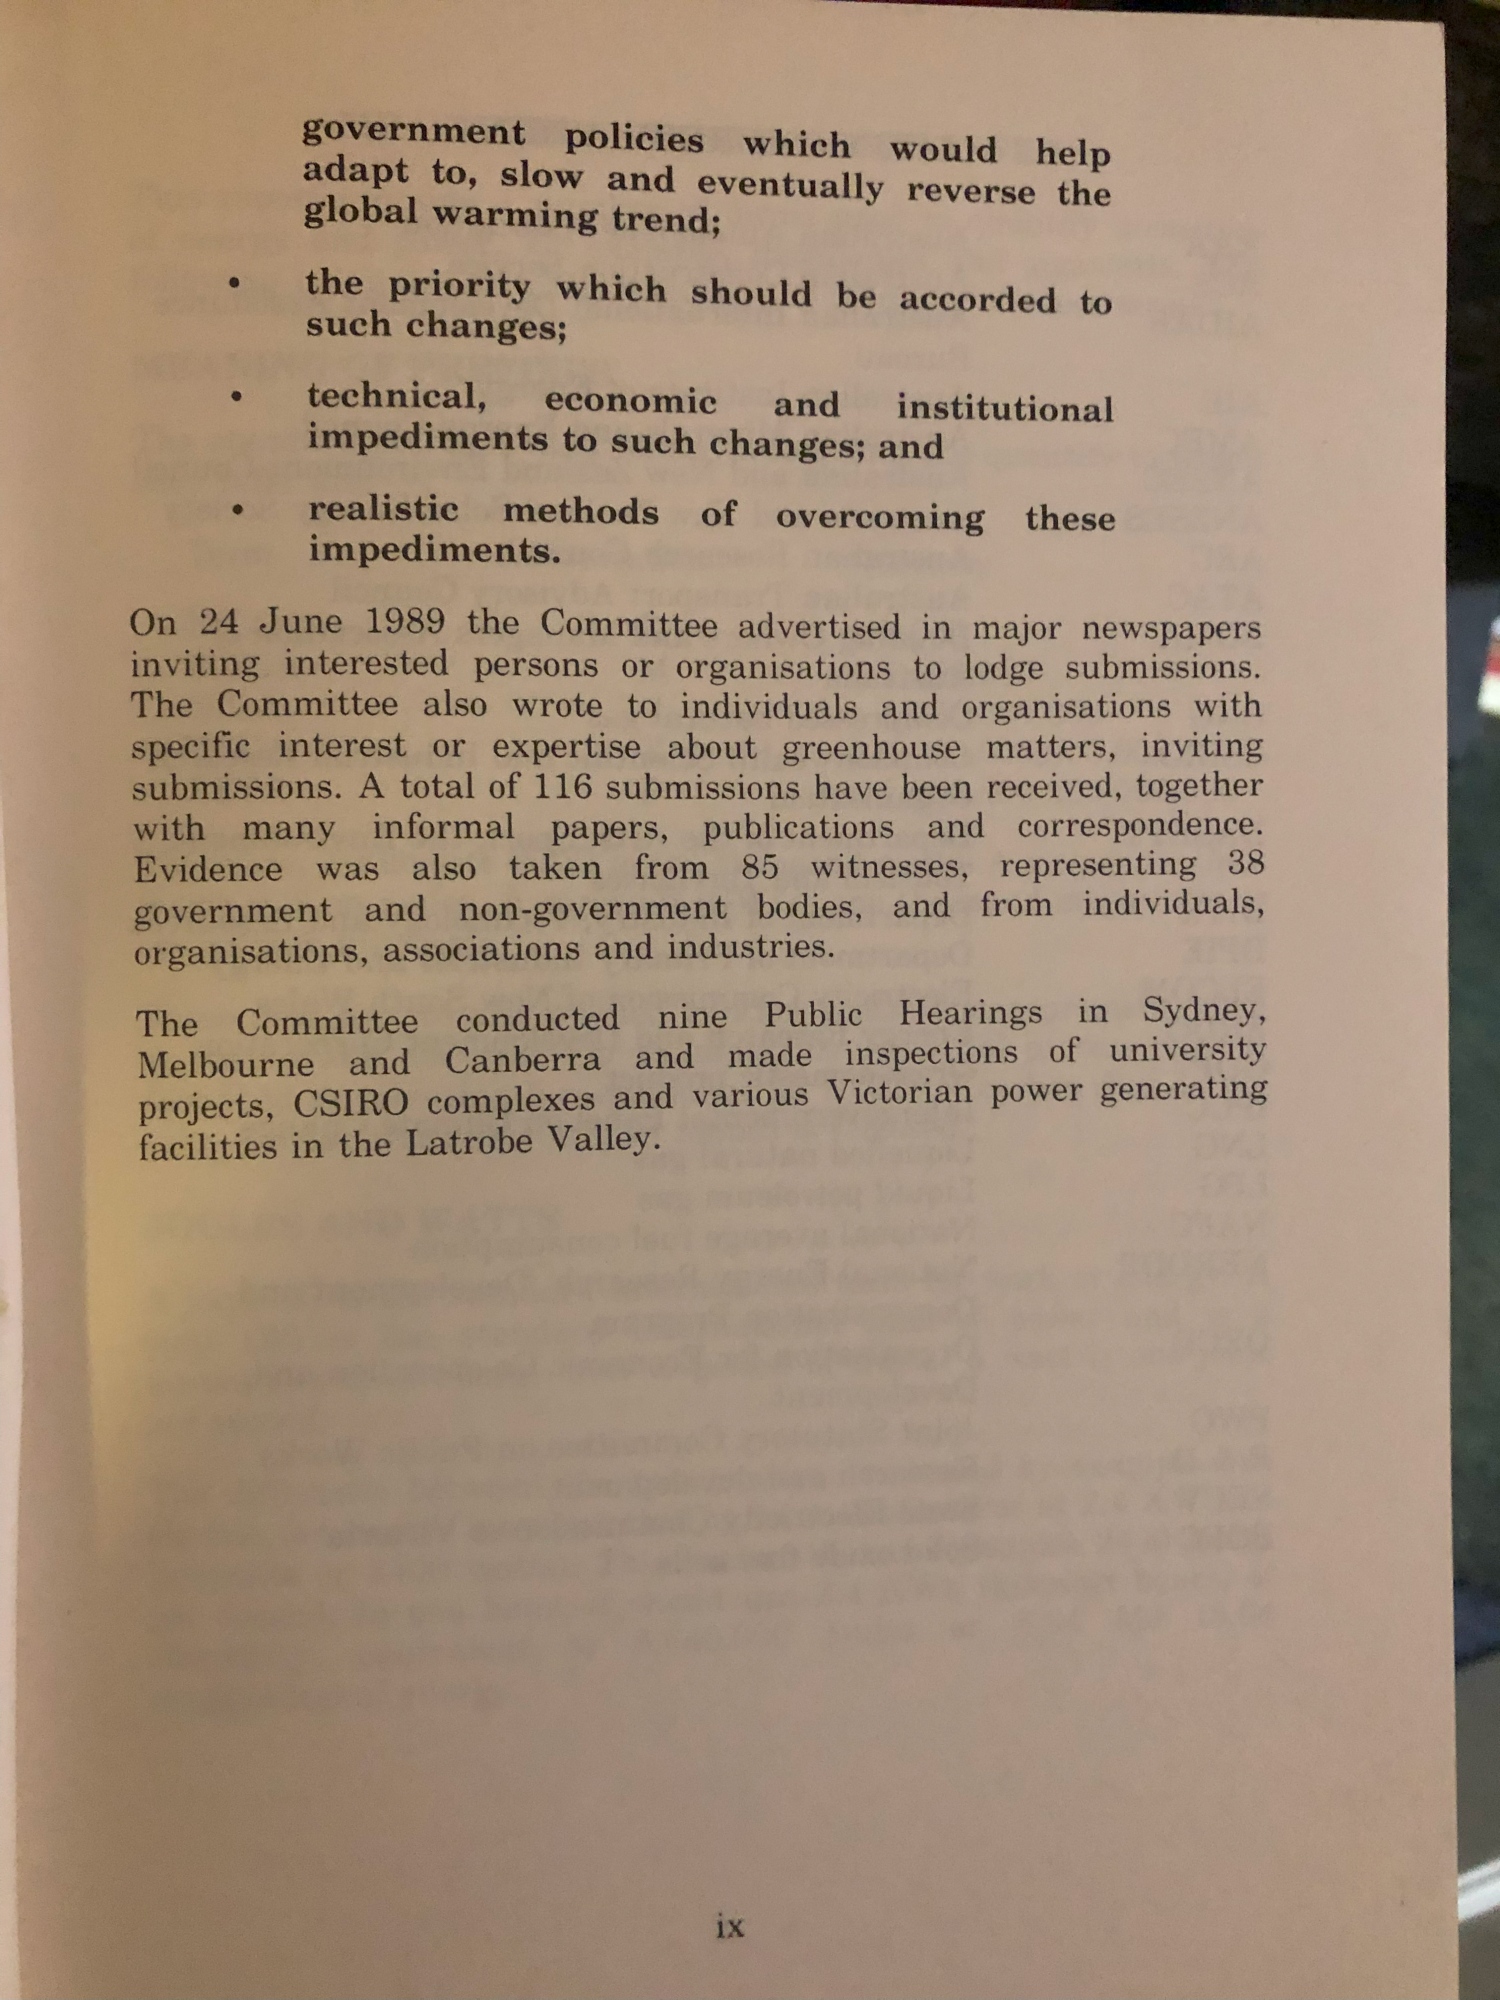 government policies which would help
adapt to, slow and eventually reverse the
global warming trend;
• the priority which should be accorded to
such changes;
• technical, economic and institutional
impediments to such changes; and
• realistic methods of overcoming these
impediments.
On 24 June 1989 the Committee advertised in major newspapers
inviting interested persons or organisations to lodge submissions.
The Committee also wrote to individuals and organisations with
specific interest or expertise about greenhouse matters, inviting
submissions. A total of 116 submissions have been received, together
with many informal papers, publications and correspondence.
Evidence was also taken from 85 witnesses, representing 38
government and non-government bodies, and from individuals,
organisations, associations and industries.
The Committee conducted nine Public Hearings in Sydney,
Melbourne and Canberra and made inspections of university
projects, CSIRO complexes and various Victorian power generating
facilities in the Latrobe Valley.
ix